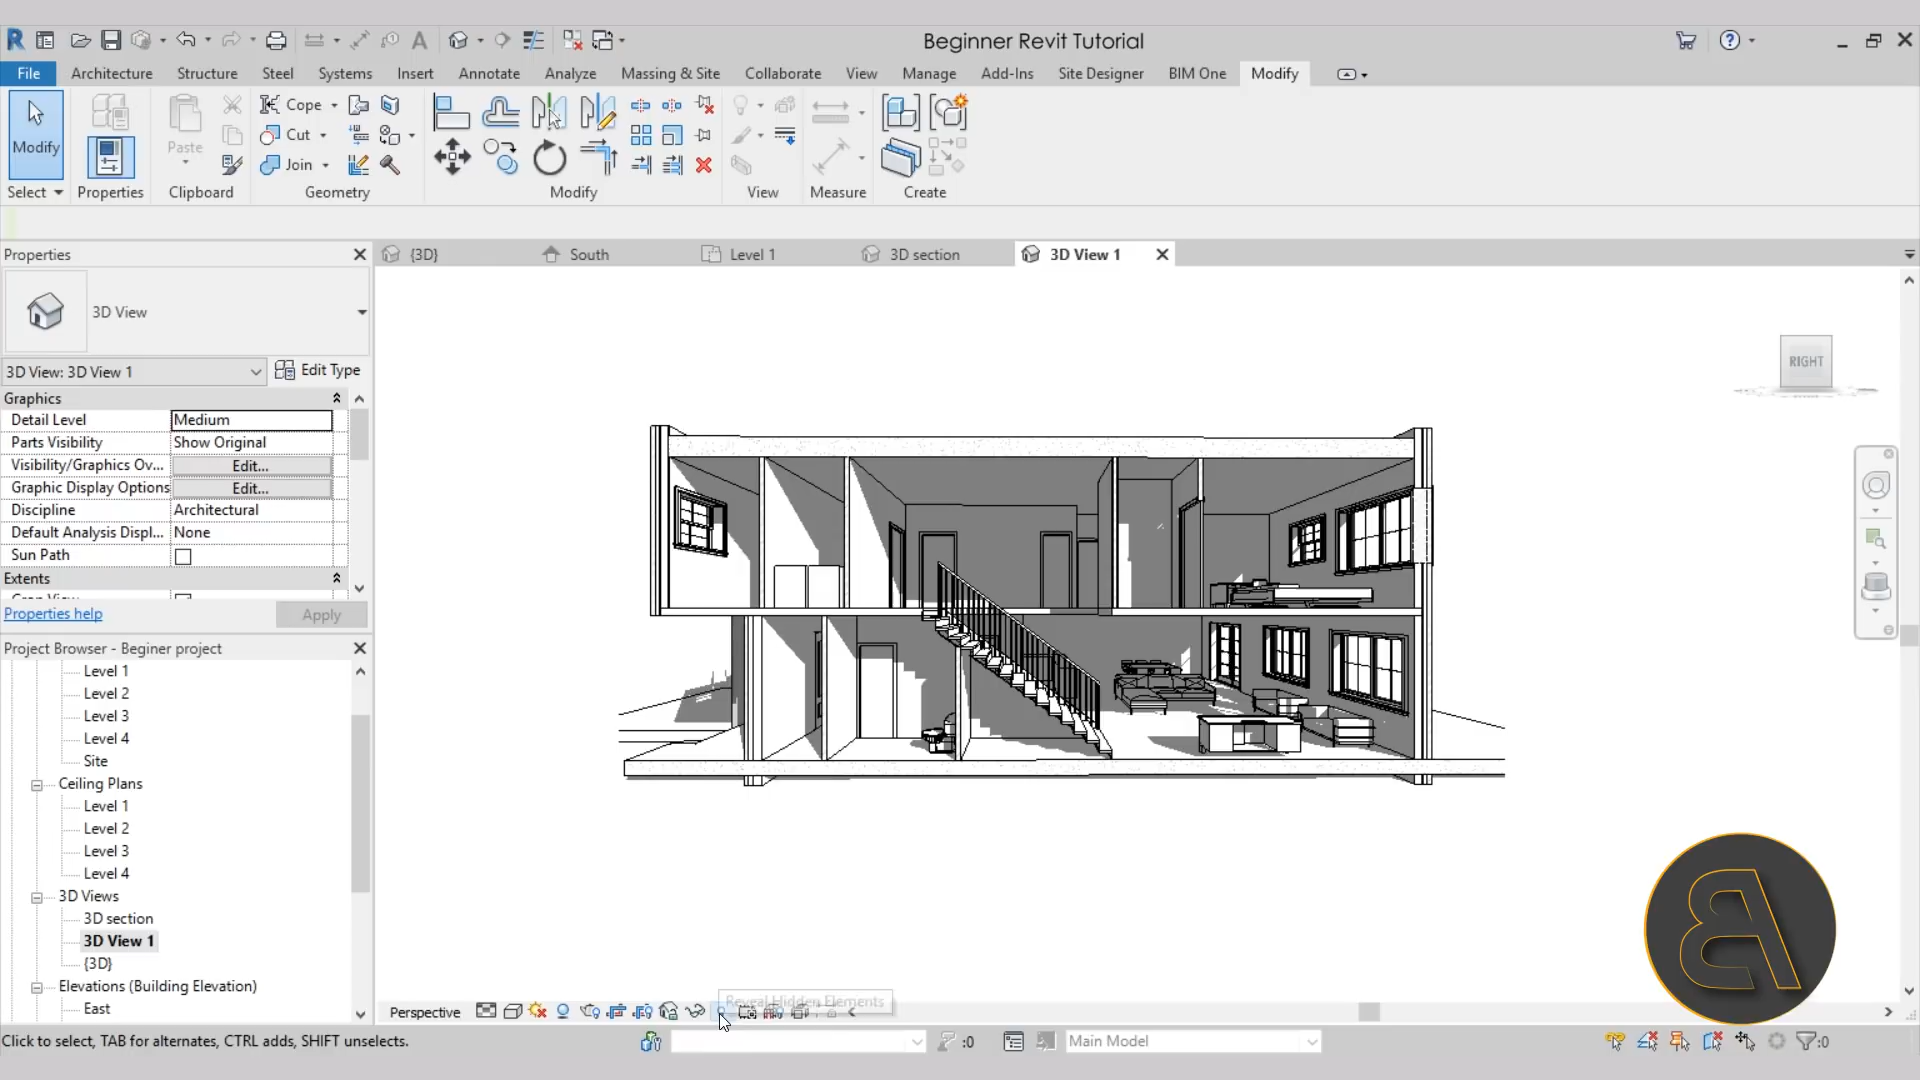 Beginner Revit Tutorial
File Architecture Structure Steel Systems Insert Annotate Analyze Massing & Site Collaborate View Manage Add-Ins Site Designer BIM One Modify
Cope
Cut
Modify Paste
Join
Select Properties Clipboard Geometry Modify View Measure Create
Properties {3D} South Level 1 3D section 3D View 1
3D View
RIGHT
3D View: 3D View 1 Edit Type
Graphics
Detail Level Medium
Parts Visibility Show Original
Visibility/Graphics Ov... Edit...
Graphic Display Options Edit...
Discipline Architectural
Default Analysis Displ... None
Sun Path
Extents
Properties help Apply
Project Browser - Beginer project
Level 1
Level 2
Level 3
Level 4
Site
Ceiling Plans
Level 1
Level 2
Level 3
Level 4
3D Views
3D section
3D View 1
{3D}
Elevations (Building Elevation)
East
Reveal Hidden Elements
Perspective
Click to select, TAB for alternates, CTRL adds, SHIFT unselects. :0 Main Model :0